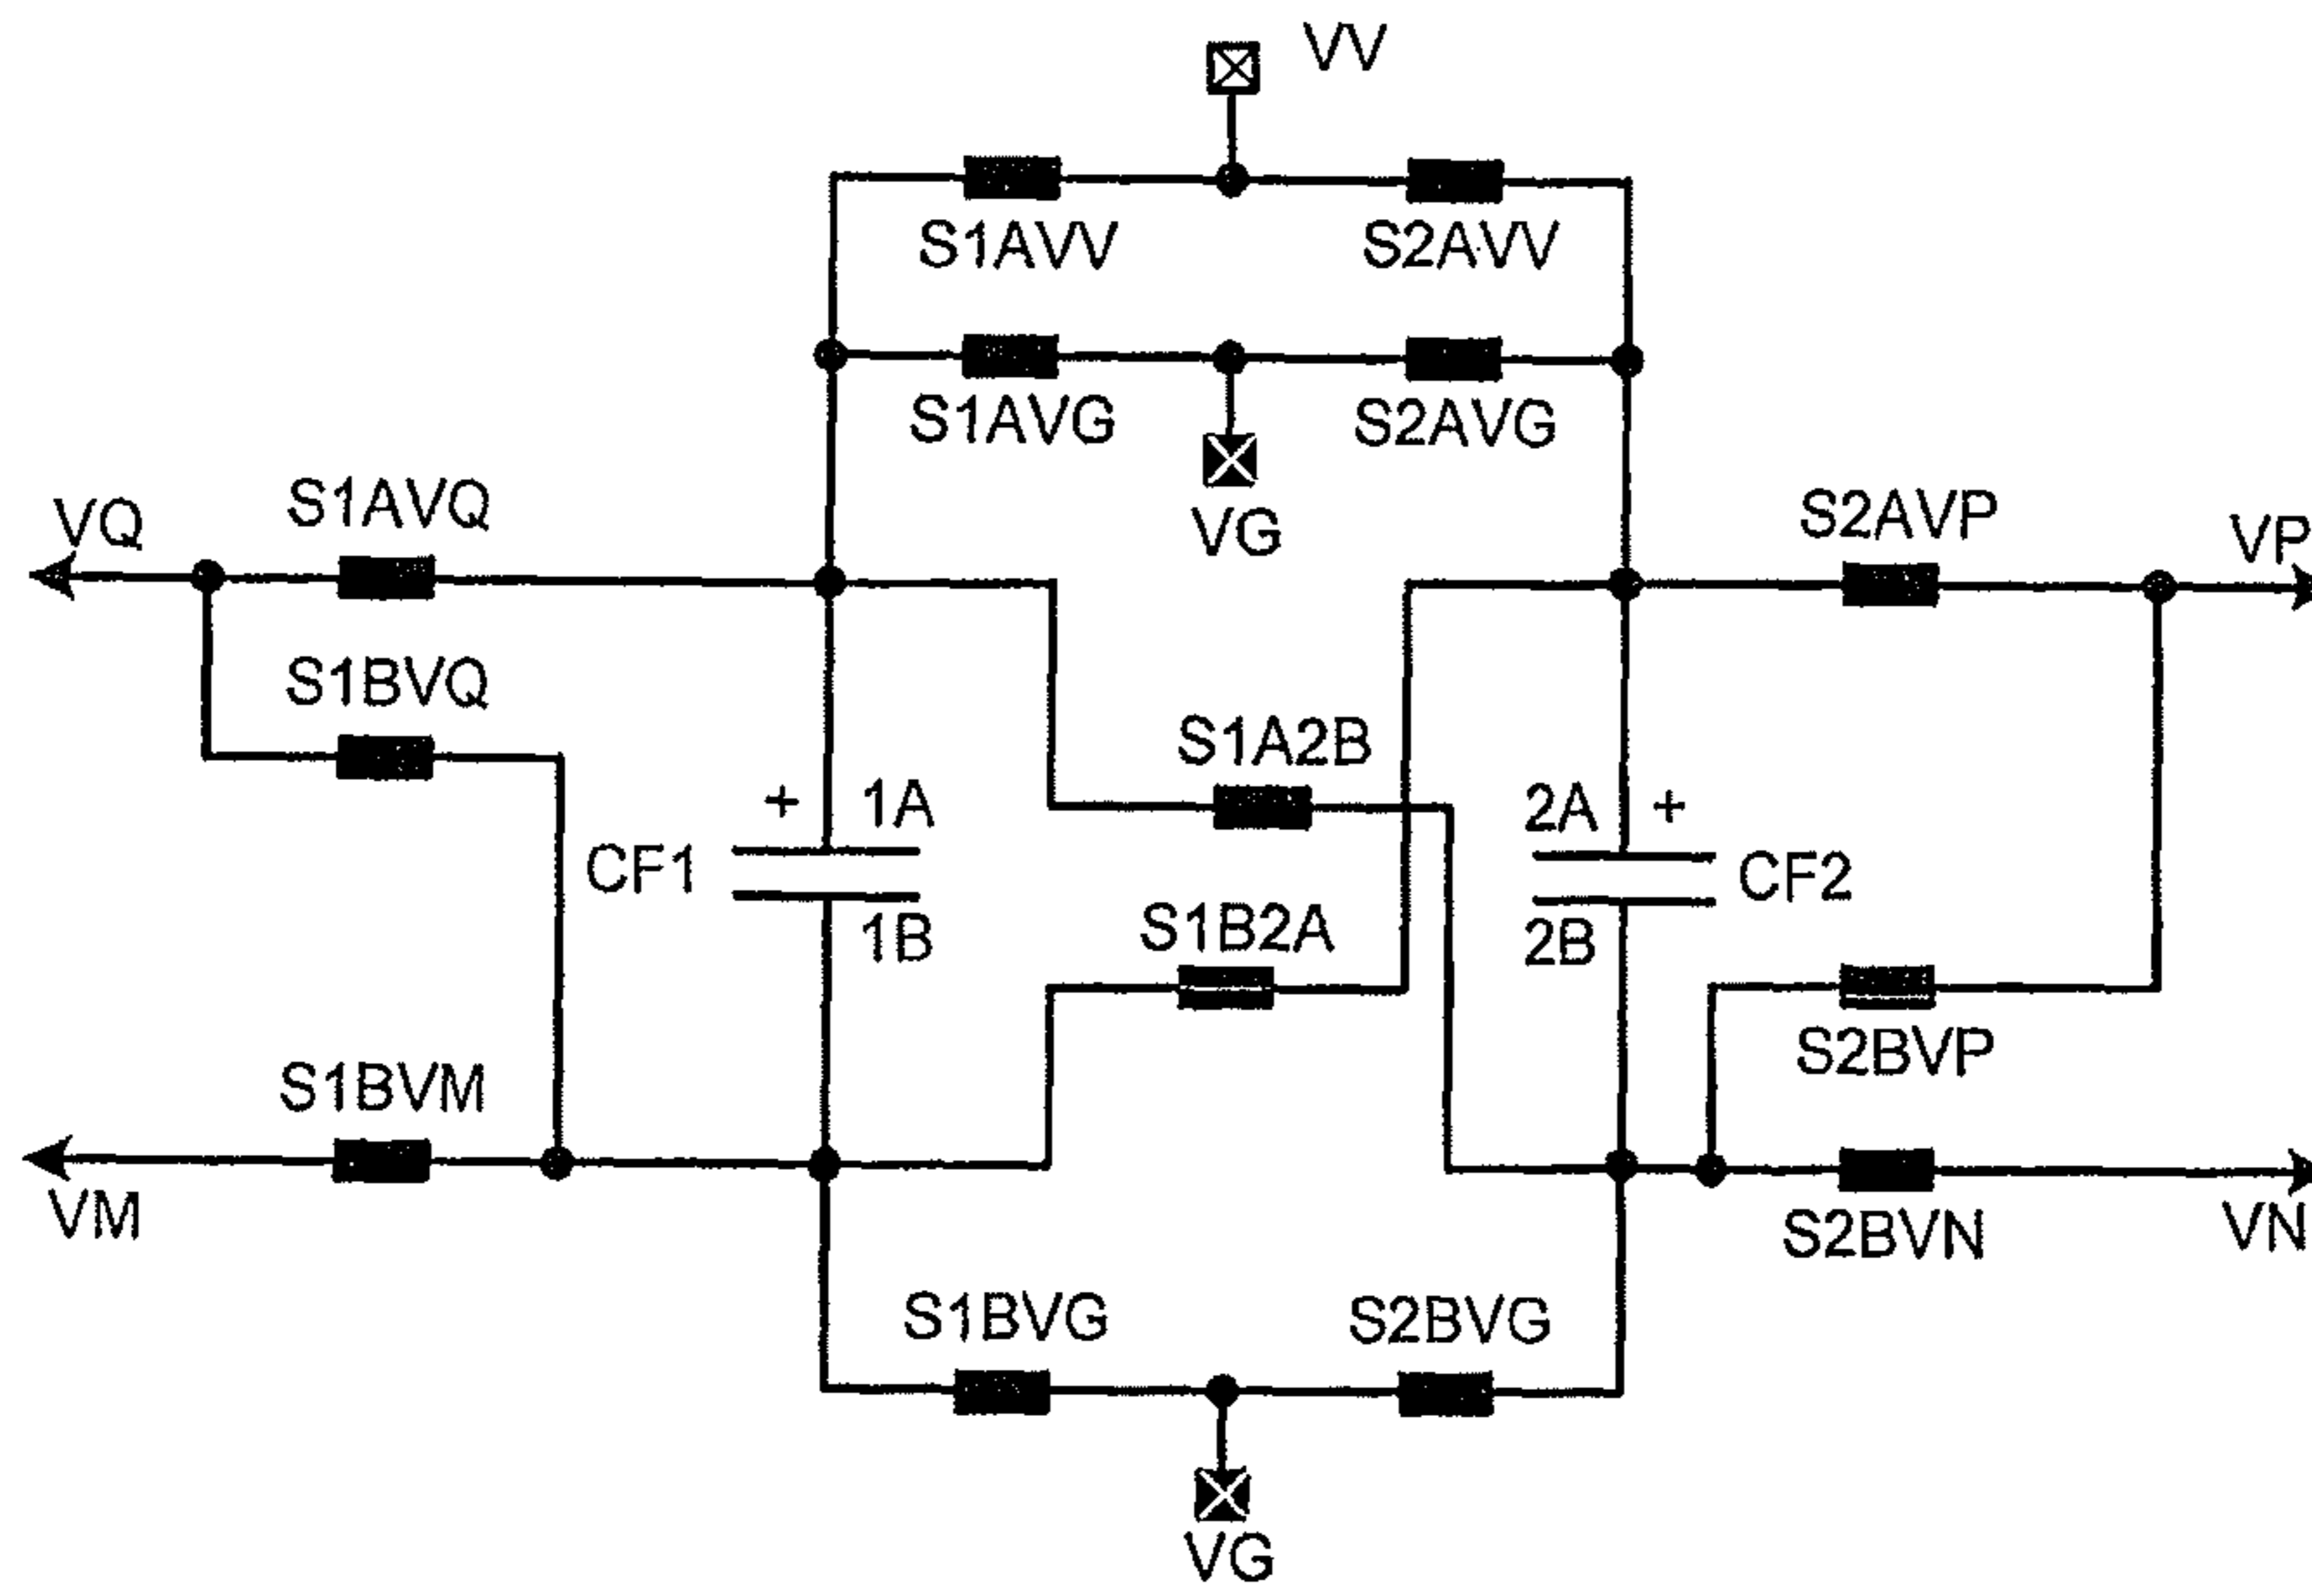 VV
S1AVV
S2AVV
S1AVG
S2AVG
VG
VQ
S1AVQ
S2AVP
VP
S1BVQ
S1A2B
+
1A
2A
+
CF1
CF2
1B
S1B2A
2B
S2BVP
S1BVM
VM
S2BVN
VN
S1BVG
S2BVG
VG